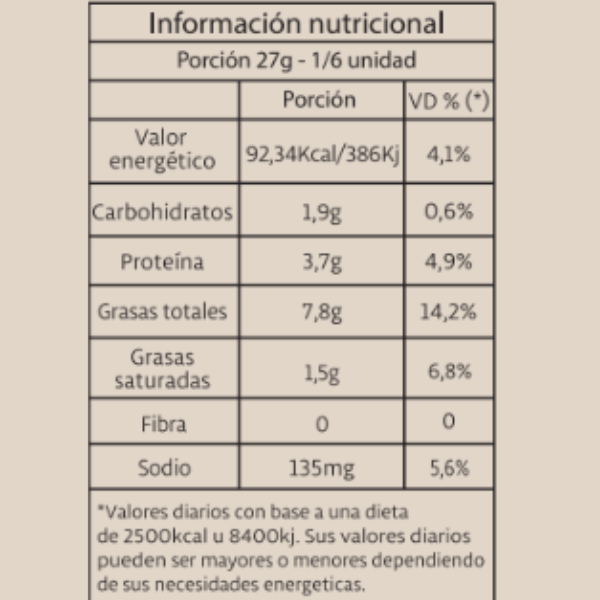 Información nutricional
Porción 27g - 1/6 unidad
Porción VD % (*)
Valor energético 92,34Kcal/386Kj 4,1%
Carbohidratos 1,9g 0,6%
Proteína 3,7g 4,9%
Grasas totales 7,8g 14,2%
Grasas saturadas 1,5g 6,8%
Fibra 0 0
Sodio 135mg 5,6%
*Valores diarios con base a una dieta
de 2500kcal u 8400kj. Sus valores diarios
pueden ser mayores o menores dependiendo
de sus necesidades energeticas.